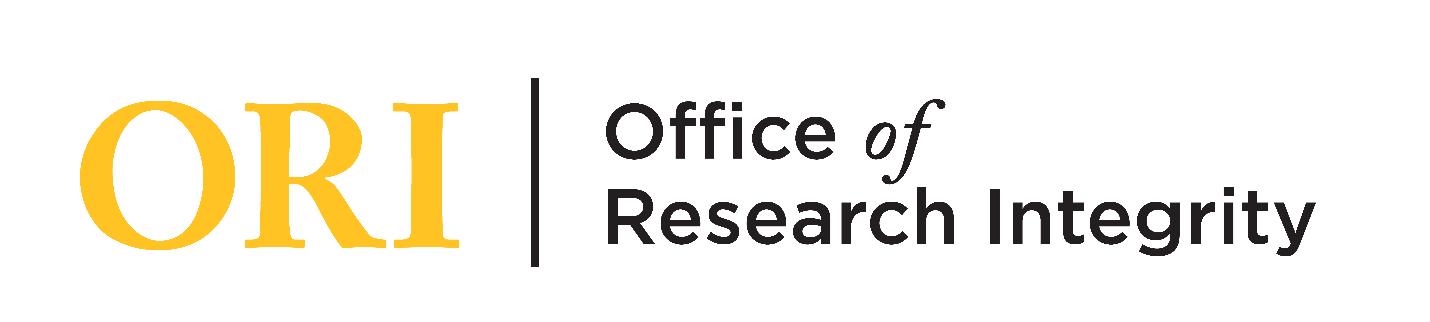 ORI
Office of
Research Integrity